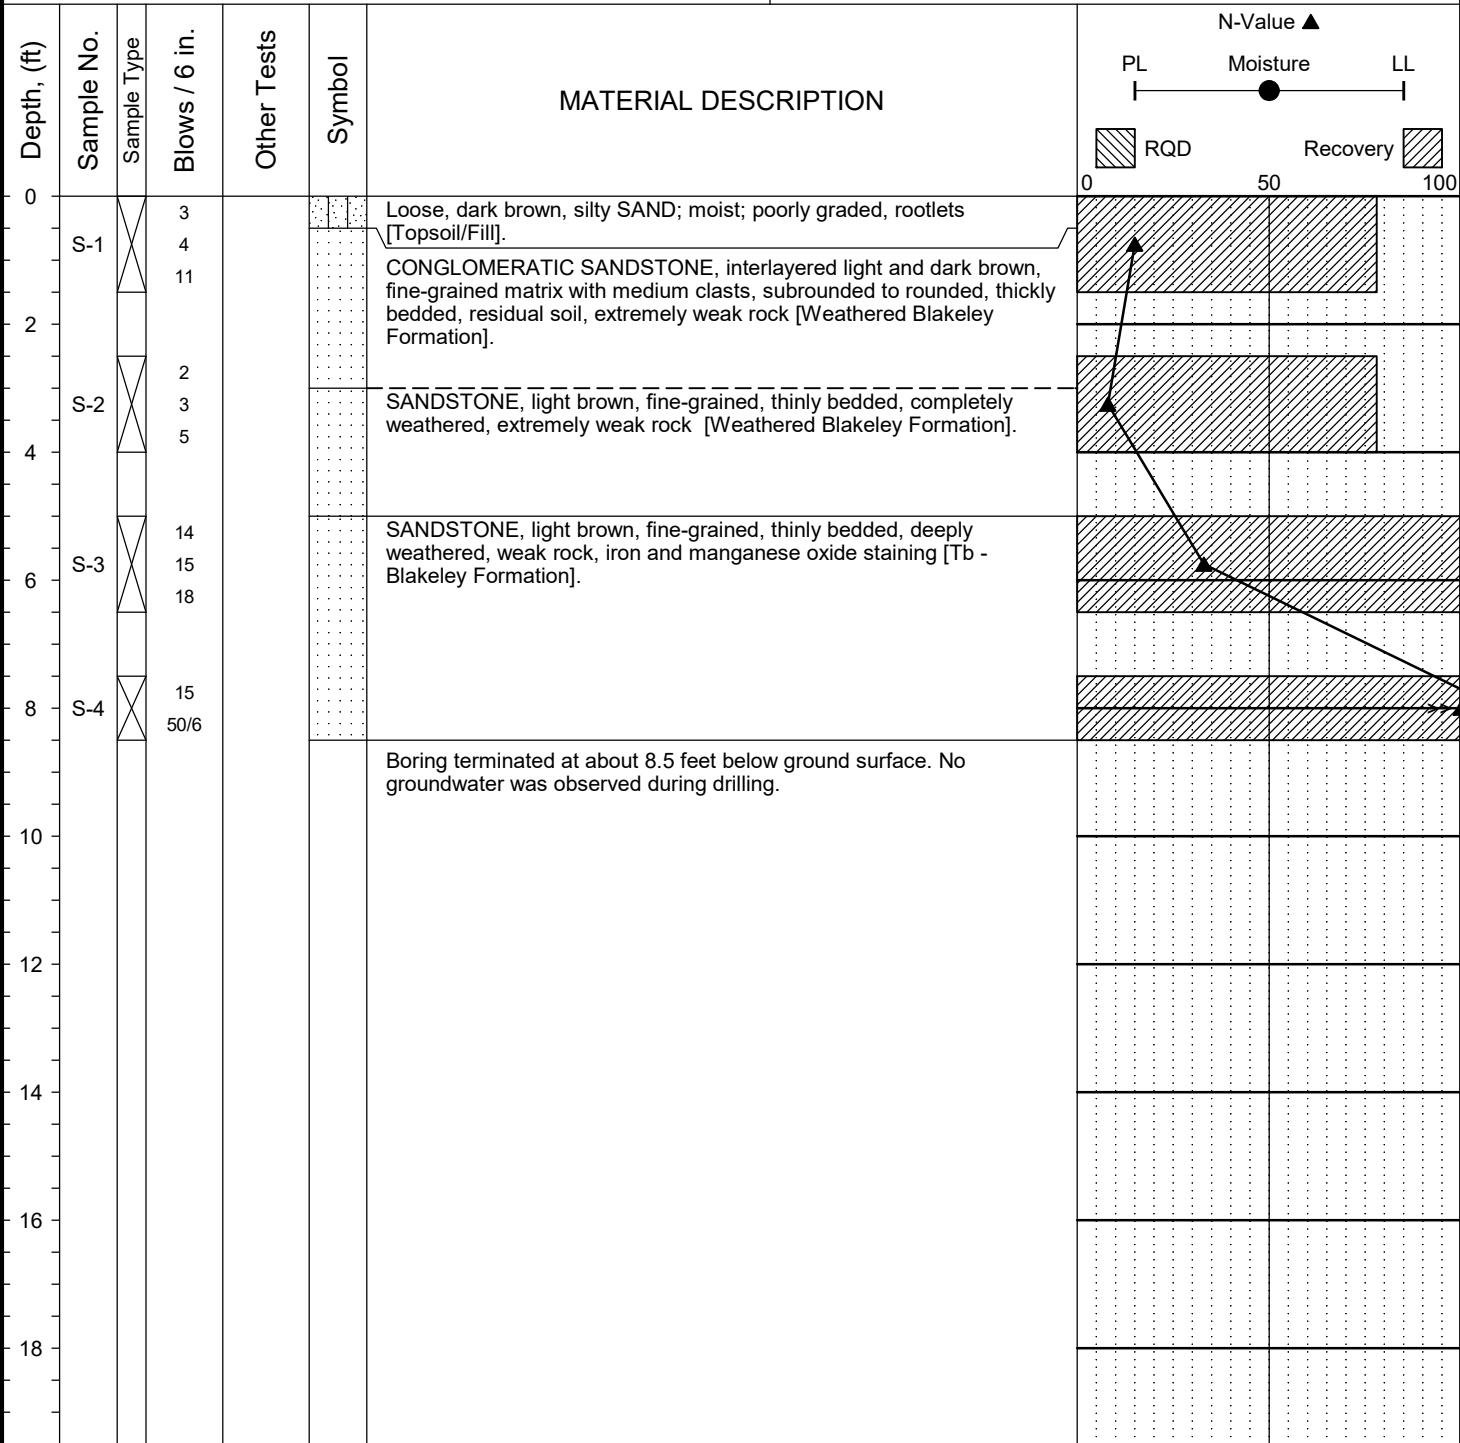 Depth, (ft)
Sample No.
Sample Type
Blows / 6 in.
Other Tests
Symbol
MATERIAL DESCRIPTION
N-Value
PL Moisture LL
RQD Recovery
0 50 100
0
3
Loose, dark brown, silty SAND; moist; poorly graded, rootlets
[Topsoil/Fill].
S-1
4
11
CONGLOMERATIC SANDSTONE, interlayered light and dark brown,
fine-grained matrix with medium clasts, subrounded to rounded, thickly
bedded, residual soil, extremely weak rock [Weathered Blakeley
Formation].
2
2
S-2
3
5
SANDSTONE, light brown, fine-grained, thinly bedded, completely
weathered, extremely weak rock [Weathered Blakeley Formation].
4
14
SANDSTONE, light brown, fine-grained, thinly bedded, deeply
weathered, weak rock, iron and manganese oxide staining [Tb -
Blakeley Formation].
S-3
15
6
18
15
8
S-4
50/6
Boring terminated at about 8.5 feet below ground surface. No
groundwater was observed during drilling.
10
12
14
16
18